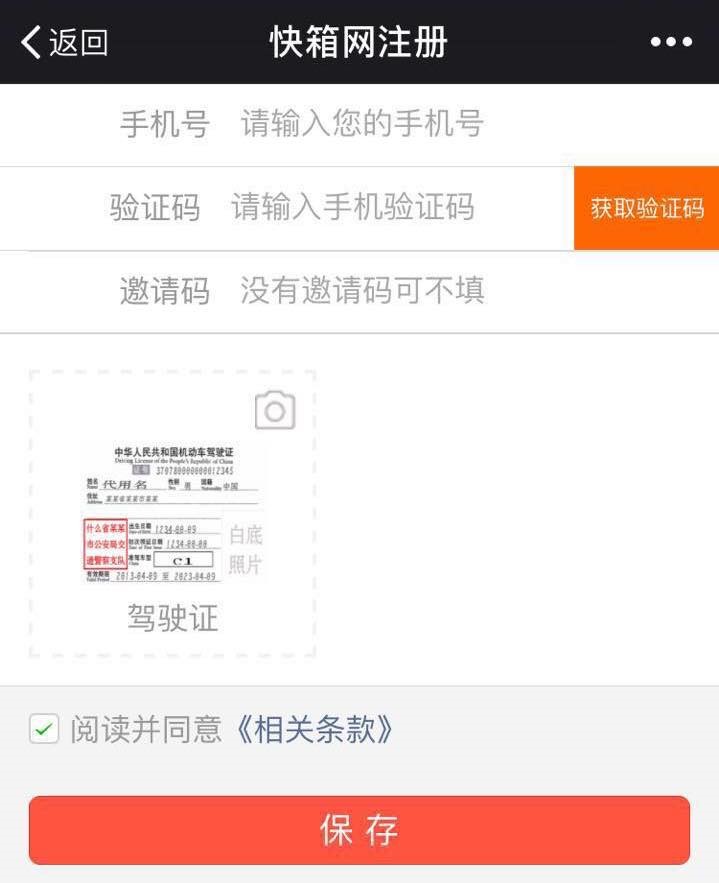 返回 快箱网注册
手机号 请输入您的手机号
验证码 请输入手机验证码 获取验证码
邀请码 没有邀请码可不填
中华人民共和国机动车驾驶证
Driving License of the People's Republic of China
证号 3707800000012345
姓名 代用名 性别 男 国籍 中国
Name Sex Nationality
住址 某某省某某市某某
Address
什么省某某
市公安局交
通警察支队
出生日期 1234-00-09
初次领证日期 1234-00-00
准驾车型 C1
Class
白底
照片
有效期限 2013-04-09 至 2023-04-09
Valid Period
驾驶证
阅读并同意《相关条款》
保存